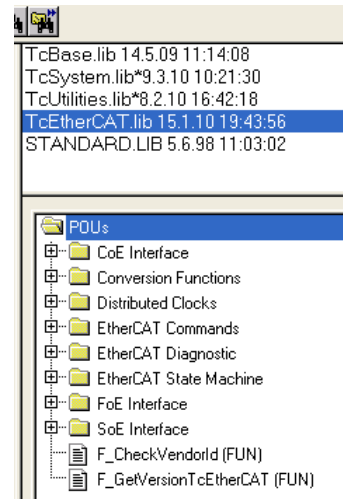 TcBase.lib 14.5.09 11:14:08
TcSystem.lib*9.3.10 10:21:30
TcUtilities.lib*8.2.10 16:42:18
TcEtherCAT.lib 15.1.10 19:43:56
STANDARD.LIB 5.6.98 11:03:02
POUs
CoE Interface
Conversion Functions
Distributed Clocks
EtherCAT Commands
EtherCAT Diagnostic
EtherCAT State Machine
FoE Interface
SoE Interface
F_CheckVendorId (FUN)
F_GetVersionTcEtherCAT (FUN)